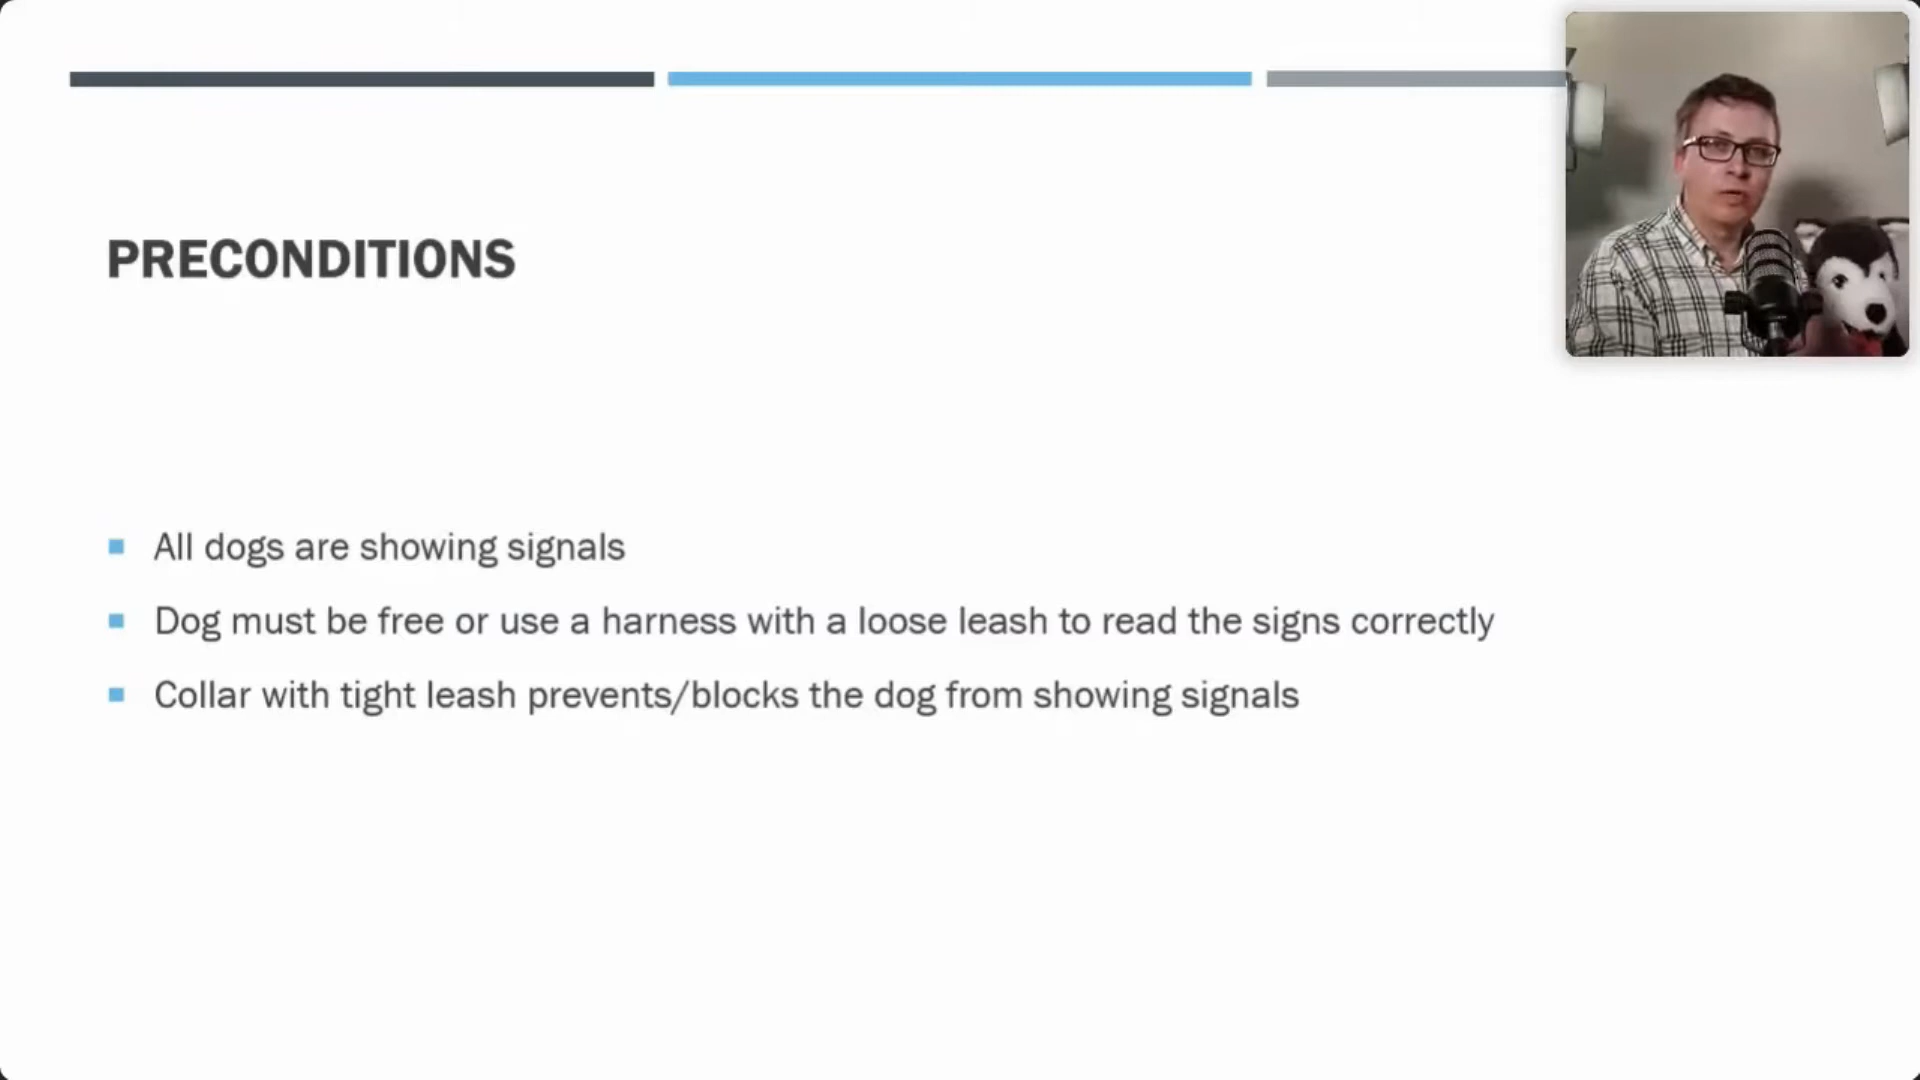 PRECONDITIONS
All dogs are showing signals
Dog must be free or use a harness with a loose leash to read the signs correctly
Collar with tight leash prevents/blocks the dog from showing signals